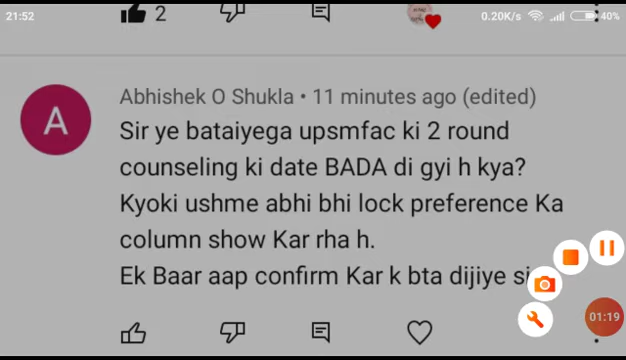 21:52
0.20K/s
40%
2
A
Abhishek O Shukla • 11 minutes ago (edited)
Sir ye bataiyega upsmfac ki 2 round
counseling ki date BADA di gyi h kya?
Kyoki ushme abhi bhi lock preference Ka
column show Kar rha h.
Ek Baar aap confirm Kar k bta dijiye
01:19